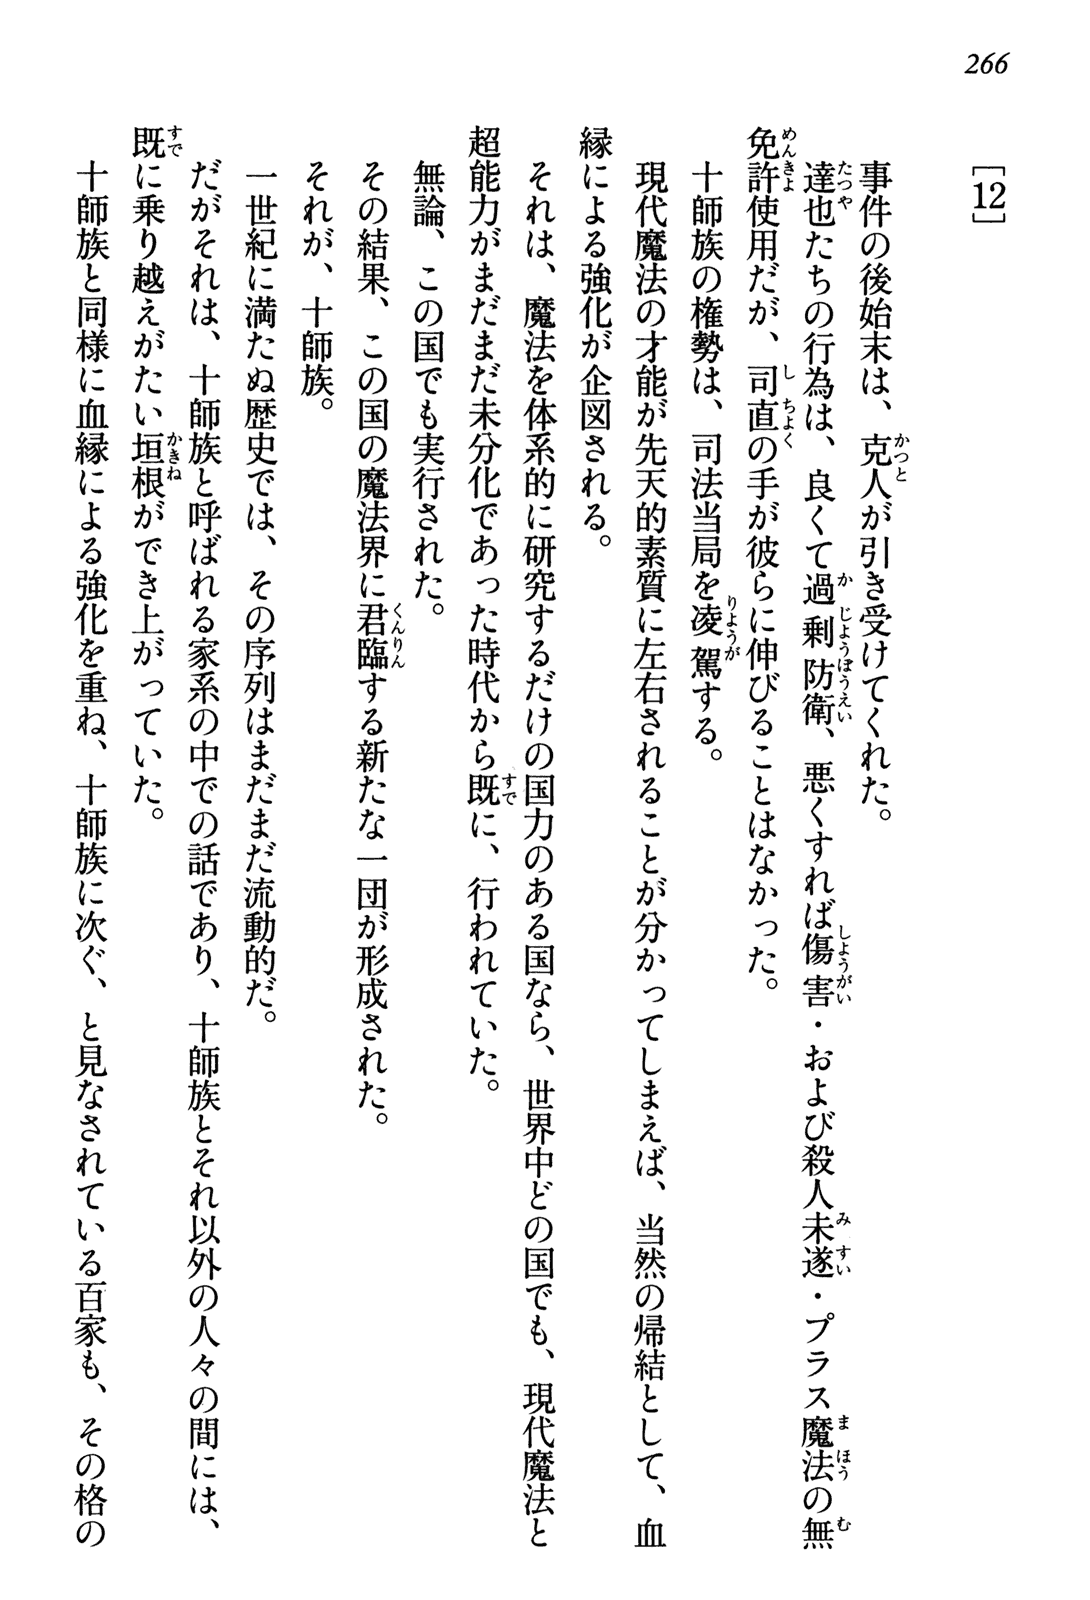 266
［12］
事件の後始末は、克人が引き受けてくれた。
達也たちの行為は、良くて過剰防衛、悪くすれば傷害・および殺人未遂・プラス魔法の無
免許使用だが、司直の手が彼らに伸びることはなかった。
十師族の権勢は、司法当局を凌駕する。
現代魔法の才能が先天的素質に左右されることが分かってしまえば、当然の帰結として、血
縁による強化が企図される。
それは、魔法を体系的に研究するだけの国力のある国なら、世界中どの国でも、現代魔法と
超能力がまだまだ未分化であった時代から既に、行われていた。
無論、この国でも実行された。
その結果、この国の魔法界に君臨する新たな一団が形成された。
それが、十師族。
一世紀に満たぬ歴史では、その序列はまだまだ流動的だ。
だがそれは、十師族と呼ばれる家系の中での話であり、十師族とそれ以外の人々の間には、
既に乗り越えがたい垣根ができ上がっていた。
十師族と同様に血縁による強化を重ね、十師族に次ぐ、と見なされている百家も、その格の